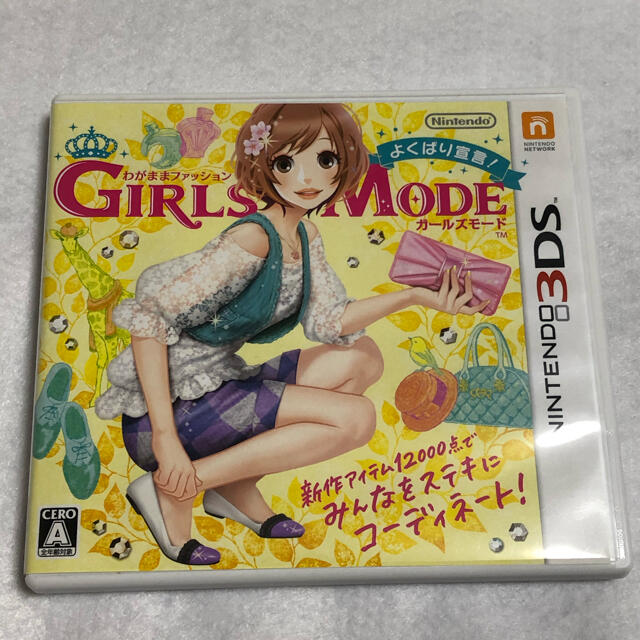 Nintendo
NINTENDO
NETWORK
よくばり宣言！
わがままファッション
GIRLS MODE
ガールズモード
TM
NINTENDO 3DS
TM
新作アイテム12000点で
みんなをステキに
コーディネート！
CERO
A
全年齢対象